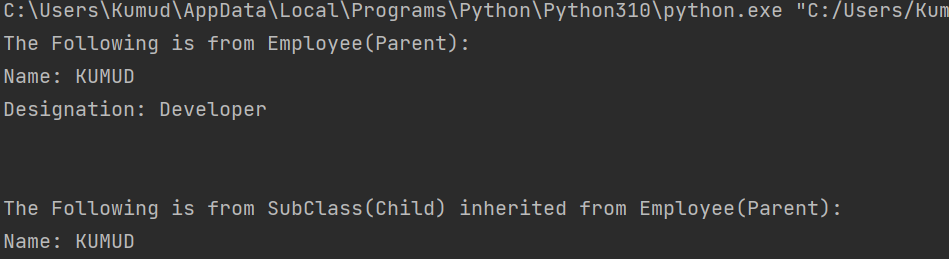 C:\Users\Kumud\AppData\Local\Programs\Python\Python310\python.exe "C:/Users/Kum
The Following is from Employee(Parent):
Name: KUMUD
Designation: Developer
The Following is from SubClass(Child) inherited from Employee(Parent):
Name: KUMUD